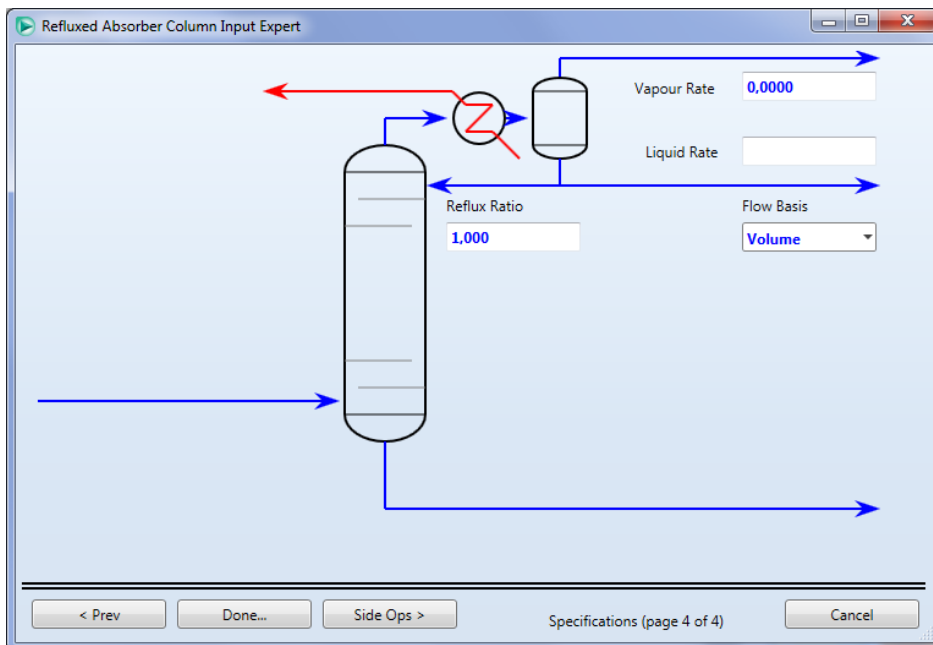 Refluxed Absorber Column Input Expert
Vapour Rate 0,0000
Liquid Rate
Reflux Ratio
Flow Basis
1,000
Volume
< Prev
Done...
Side Ops >
Specifications (page 4 of 4)
Cancel